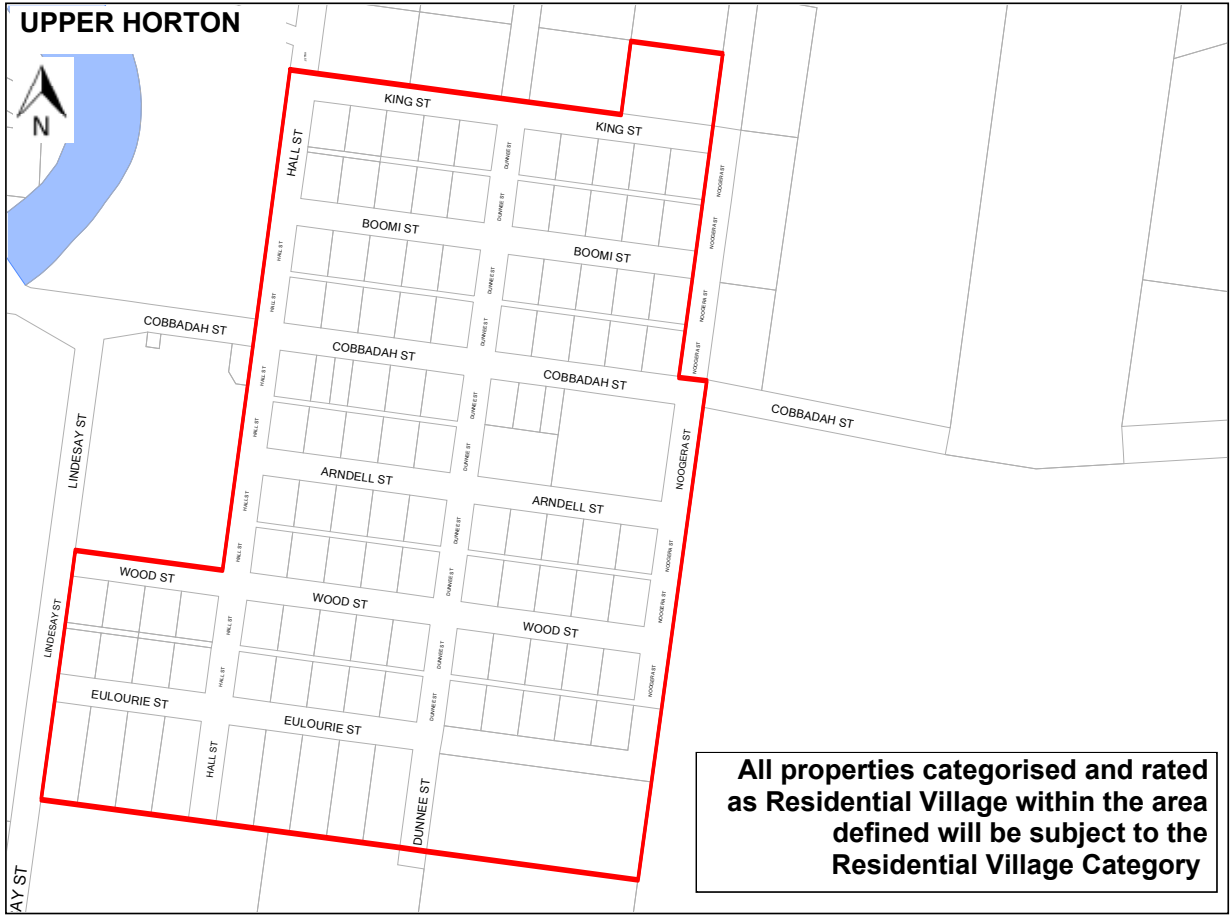 UPPER HORTON
N
KING ST
KING ST
HALL ST
DUNNEE ST
NOOGERA ST
DUNNEE ST
BOOMI ST
NOOGERA ST
BOOMI ST
HALL ST
DUNNEE ST
HALL ST
NOOGERA ST
COBBADAH ST
DUNNEE ST
COBBADAH ST
NOOGERA ST
HALL ST
COBBADAH ST
DUNNEE ST
COBBADAH ST
HALL ST
LINDESAY ST
DUNNEE ST
NOOGERA ST
ARNDELL ST
HALL ST
ARNDELL ST
DUNNEE ST
HALL ST
NOOGERA ST
WOOD ST
DUNNEE ST
WOOD ST
NOOGERA ST
LINDESAY ST
HALL ST
WOOD ST
DUNNEE ST
HALL ST
NOOGERA ST
EULOURIE ST
DUNNEE ST
EULOURIE ST
HALL ST
DUNNEE ST
AY ST
All properties categorised and rated
as Residential Village within the area
defined will be subject to the
Residential Village Category